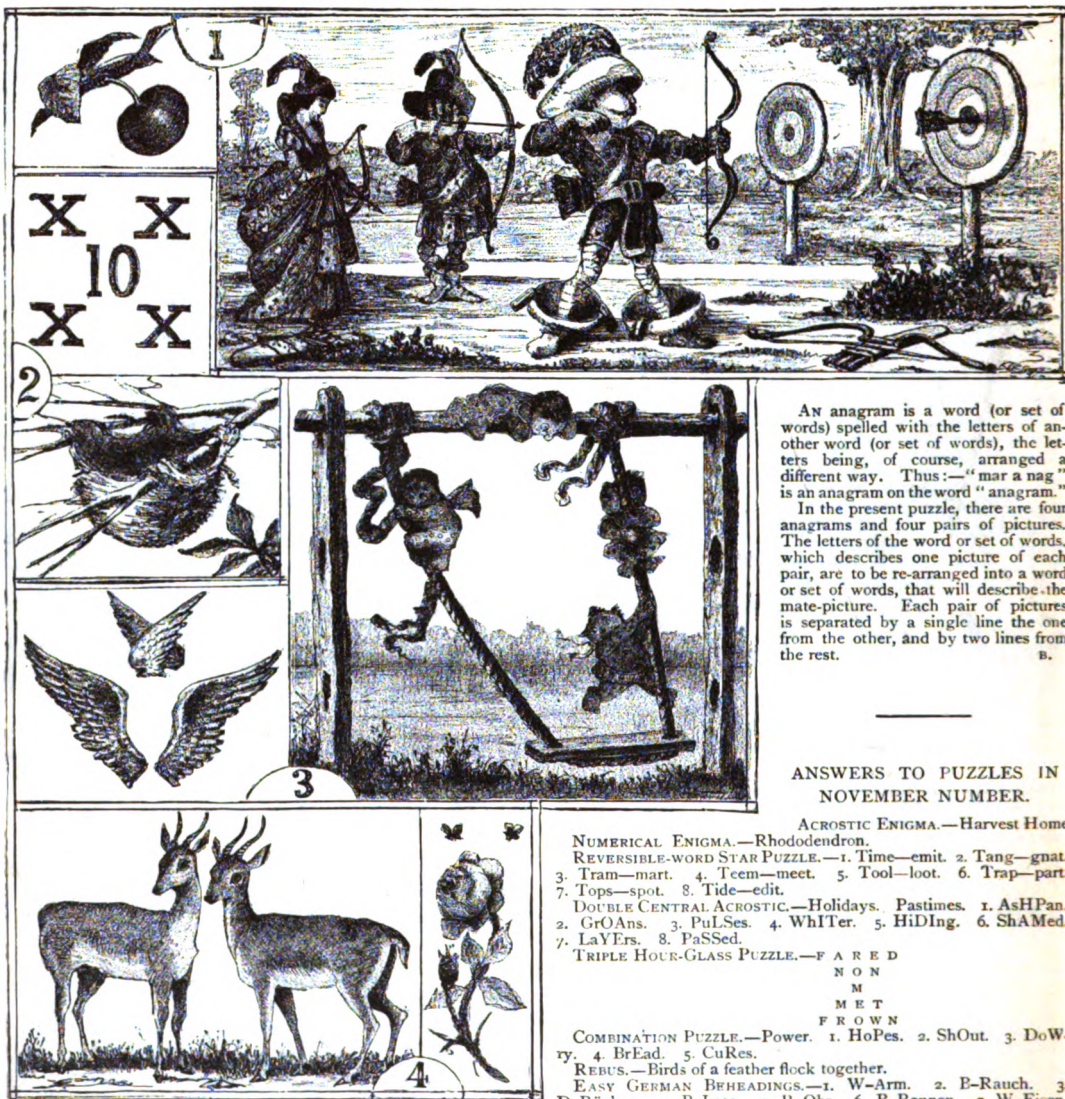 1
X X
10
X X
2
3
4
AN anagram is a word (or set of
words) spelled with the letters of an-
other word (or set of words), the let-
ters being, of course, arranged a
different way. Thus:—"mar a nag"
is an anagram on the word "anagram."
In the present puzzle, there are four
anagrams and four pairs of pictures.
The letters of the word or set of words,
which describes one picture of each
pair, are to be re-arranged into a word
or set of words, that will describe the
mate-picture. Each pair of pictures
is separated by a single line the one
from the other, and by two lines from
the rest. B.
ANSWERS TO PUZZLES IN
NOVEMBER NUMBER.
ACROSTIC ENIGMA.—Harvest Home
NUMERICAL ENIGMA.—Rhododendron.
REVERSIBLE-WORD STAR PUZZLE.—1. Time—emit. 2. Tang—gnat.
3. Tram—mart. 4. Teem—meet. 5. Tool—loot. 6. Trap—part
7. Tops—spot. 8. Tide—edit.
DOUBLE CENTRAL ACROSTIC.—Holidays. Pastimes. 1. AsHPan.
2. GrOAns. 3. PuLSes. 4. WhITer. 5. HiDIng. 6. ShAMed
7. LaYErs. 8. PaSSed.
TRIPLE HOUR-GLASS PUZZLE.—F A R E D
N O N
M
M E T
F R O W N
COMBINATION PUZZLE.—Power. 1. HoPes. 2. ShOut. 3. DoW-
ry. 4. BrEad. 5. CuRes.
REBUS.—Birds of a feather flock together.
EASY GERMAN BEHEADINGS.—1. W-Arm. 2. B-Rauch. 3.